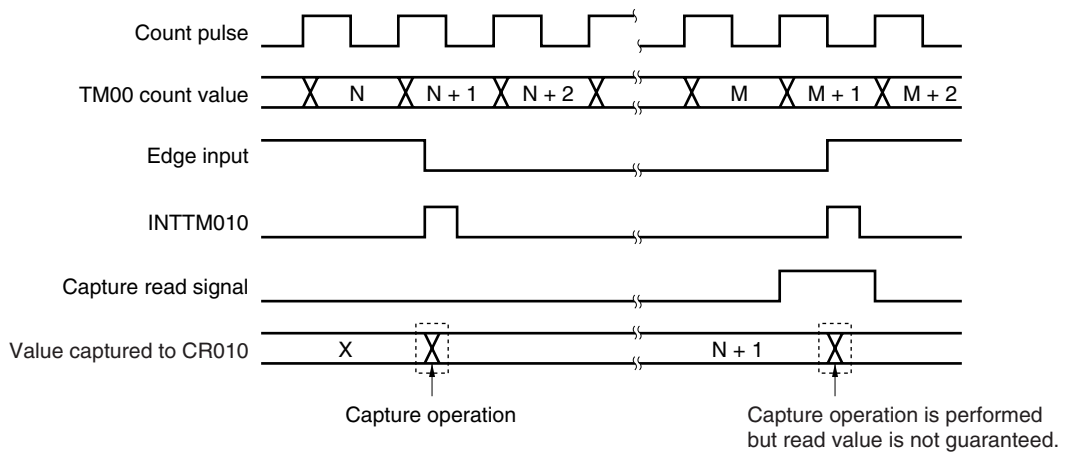 Count pulse
TM00 count value
N
N + 1
N + 2
M
M + 1
M + 2
Edge input
INTTM010
Capture read signal
Value captured to CR010
X
N + 1
Capture operation
Capture operation is performed
but read value is not guaranteed.